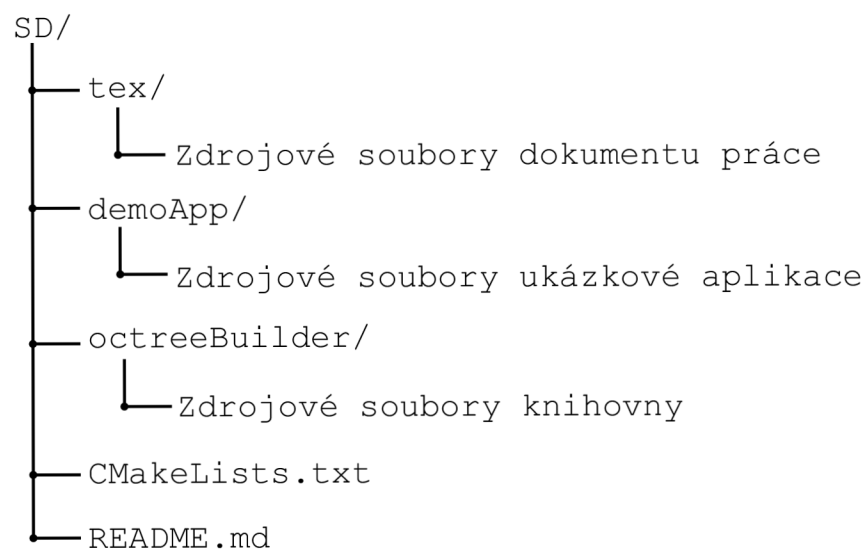 SD/
tex/
Zdrojové soubory dokumentu práce
demoApp/
Zdrojové soubory ukázkové aplikace
octreeBuilder/
Zdrojové soubory knihovny
CMakeLists.txt
README.md